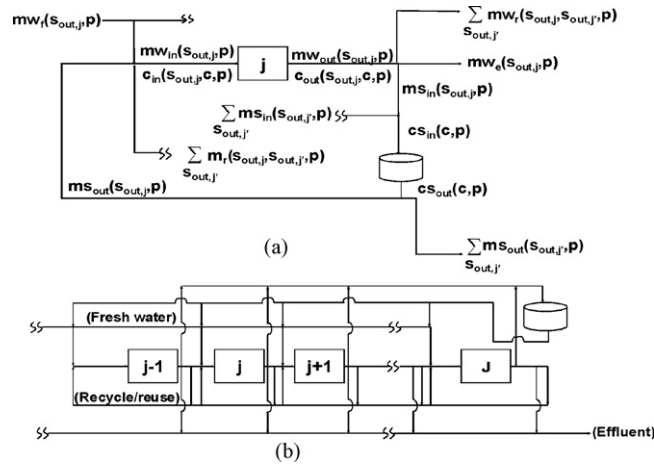 mw_f(s_out,j,p)
∑ mw_r(s_out,j,s_out,j',p)
s_out,j'
mw_in(s_out,j,p)
c_in(s_out,j,c,p)
j
mw_out(s_out,j,p)
c_out(s_out,j,c,p)
mw_e(s_out,j,p)
ms_in(s_out,j,p)
∑ ms_in(s_out,j',p)
s_out,j'
cs_in(c,p)
∑ m_r(s_out,j,s_out,j',p)
s_out,j'
ms_out(s_out,j,p)
cs_out(c,p)
(a)
∑ ms_out(s_out,j',p)
s_out,j'
(Fresh water)
j-1
j
j+1
J
(Recycle/reuse)
(Effluent)
(b)